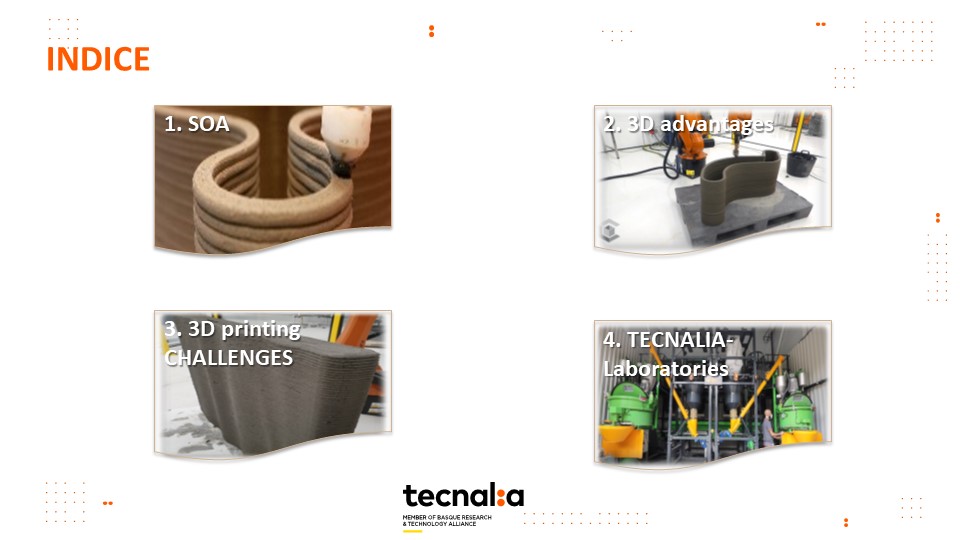 INDICE
1. SOA
2. 3D advantages
3. 3D printing
CHALLENGES
4. TECNALIA-
Laboratories
tecnal:a
MEMBER OF BASQUE RESEARCH
& TECHNOLOGY ALLIANCE